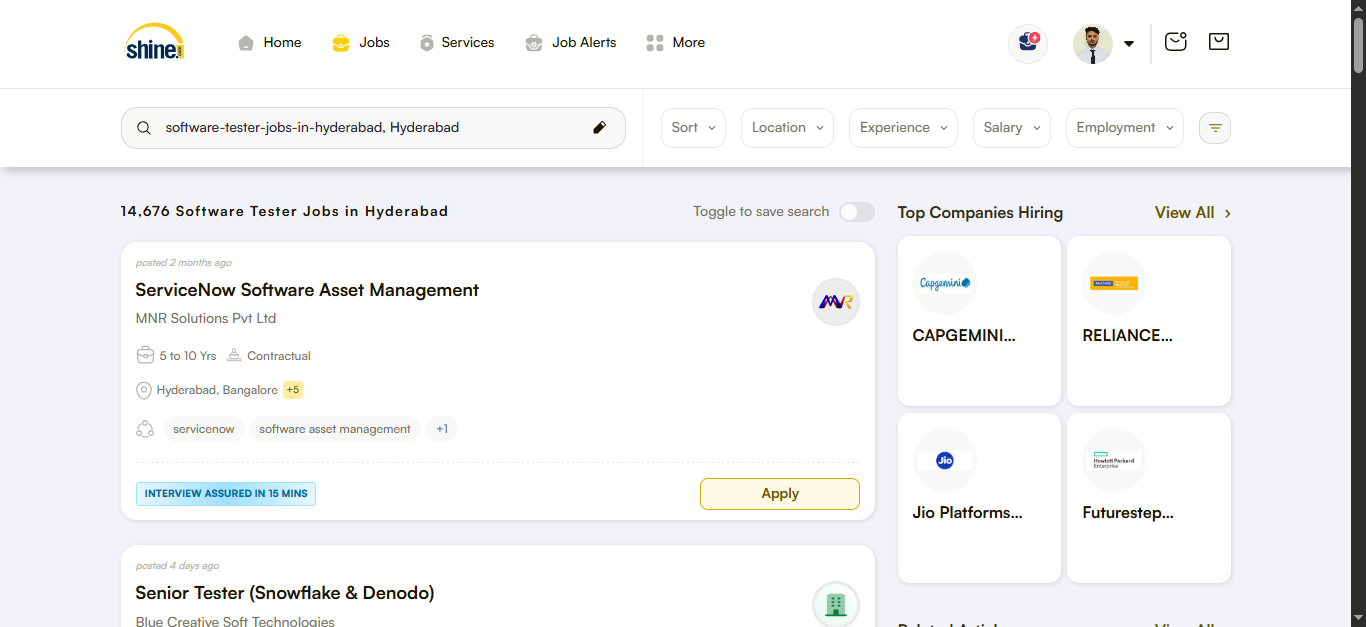 shine.com
Home
Jobs
Services
Job Alerts
More
software-tester-jobs-in-hyderabad, Hyderabad
Sort
Location
Experience
Salary
Employment
14,676 Software Tester Jobs in Hyderabad
Toggle to save search
posted 2 months ago
ServiceNow Software Asset Management
MNR Solutions Pvt Ltd
MNR
5 to 10 Yrs
Contractual
Hyderabad, Bangalore +5
servicenow
software asset management
+1
INTERVIEW ASSURED IN 15 MINS
Apply
posted 4 days ago
Senior Tester (Snowflake & Denodo)
Blue Creative Soft Technologies
Top Companies Hiring
View All
Capgemini
CAPGEMINI...
RELIANCE
RELIANCE...
Jio
Jio Platforms...
Hewlett Packard
Enterprise
Futurestep...